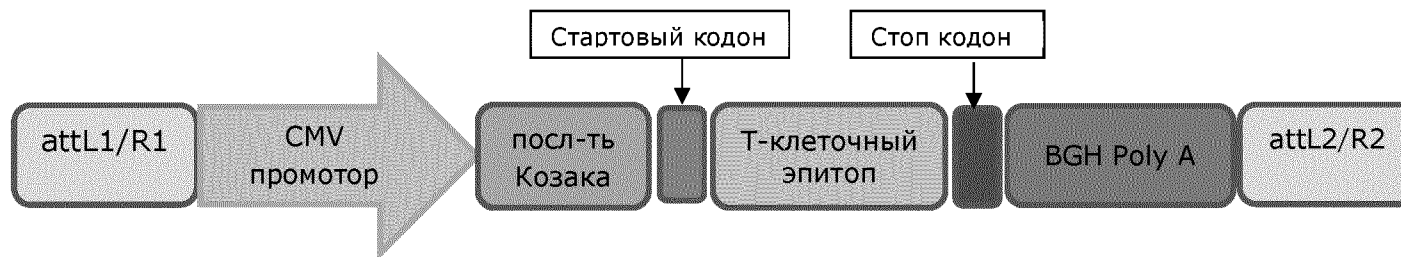 Стартовый кодон
Стоп кодон
attL1/R1
CMV
промотор
посл-ть
Козака
Т-клеточный
эпитоп
BGH Poly A
attL2/R2